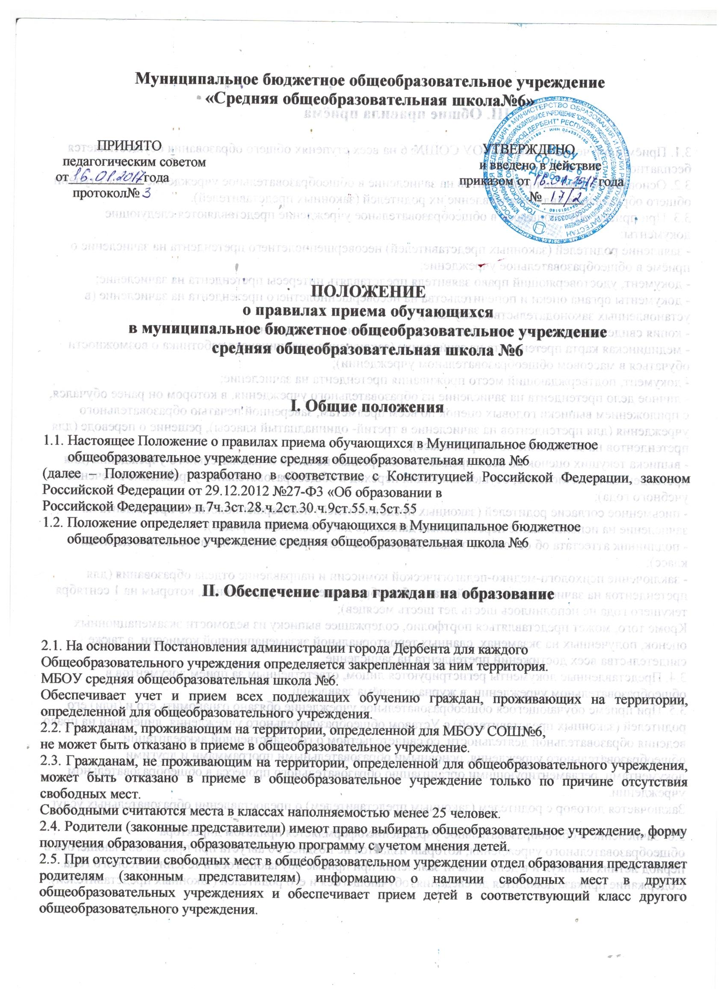 Муниципальное бюджетное общеобразовательное учреждение
«Средняя общеобразовательная школа№6»
ПРИНЯТО
педагогическим советом
от 16.01.2017 года
протокол№ 3
УТВЕРЖДЕНО
и введено в действие
приказом от 16.01.2017 года
№ 17/2
МБОУ
СОШ № 6
г. Дербент
ПОЛОЖЕНИЕ
о правилах приема обучающихся
в муниципальное бюджетное общеобразовательное учреждение
средняя общеобразовательная школа №6
I. Общие положения
1.1. Настоящее Положение о правилах приема обучающихся в Муниципальное бюджетное
общеобразовательное учреждение средняя общеобразовательная школа №6
(далее – Положение) разработано в соответствие с Конституцией Российской Федерации, законом
Российской Федерации от 29.12.2012 №27-ФЗ «Об образовании в
Российской Федерации» п.7ч.3ст.28.ч.2ст.30.ч.9ст.55.ч.5ст.55
1.2. Положение определяет правила приема обучающихся в Муниципальное бюджетное
общеобразовательное учреждение средняя общеобразовательная школа №6
II. Обеспечение права граждан на образование
2.1. На основании Постановления администрации города Дербента для каждого
Общеобразовательного учреждения определяется закрепленная за ним территория.
МБОУ средняя общеобразовательная школа №6.
Обеспечивает учет и прием всех подлежащих обучению граждан, проживающих на территории,
определенной для общеобразовательного учреждения.
2.2. Гражданам, проживающим на территории, определенной для МБОУ СОШ№6,
не может быть отказано в приеме в общеобразовательное учреждение.
2.3. Гражданам, не проживающим на территории, определенной для общеобразовательного учреждения,
может быть отказано в приеме в общеобразовательное учреждение только по причине отсутствия
свободных мест.
Свободными считаются места в классах наполняемостью менее 25 человек.
2.4. Родители (законные представители) имеют право выбирать общеобразовательное учреждение, форму
получения образования, образовательную программу с учетом мнения детей.
2.5. При отсутствии свободных мест в общеобразовательном учреждении отдел образования представляет
родителям (законным представителям) информацию о наличии свободных мест в других
общеобразовательных учреждениях и обеспечивает прием детей в соответствующий класс другого
общеобразовательного учреждения.